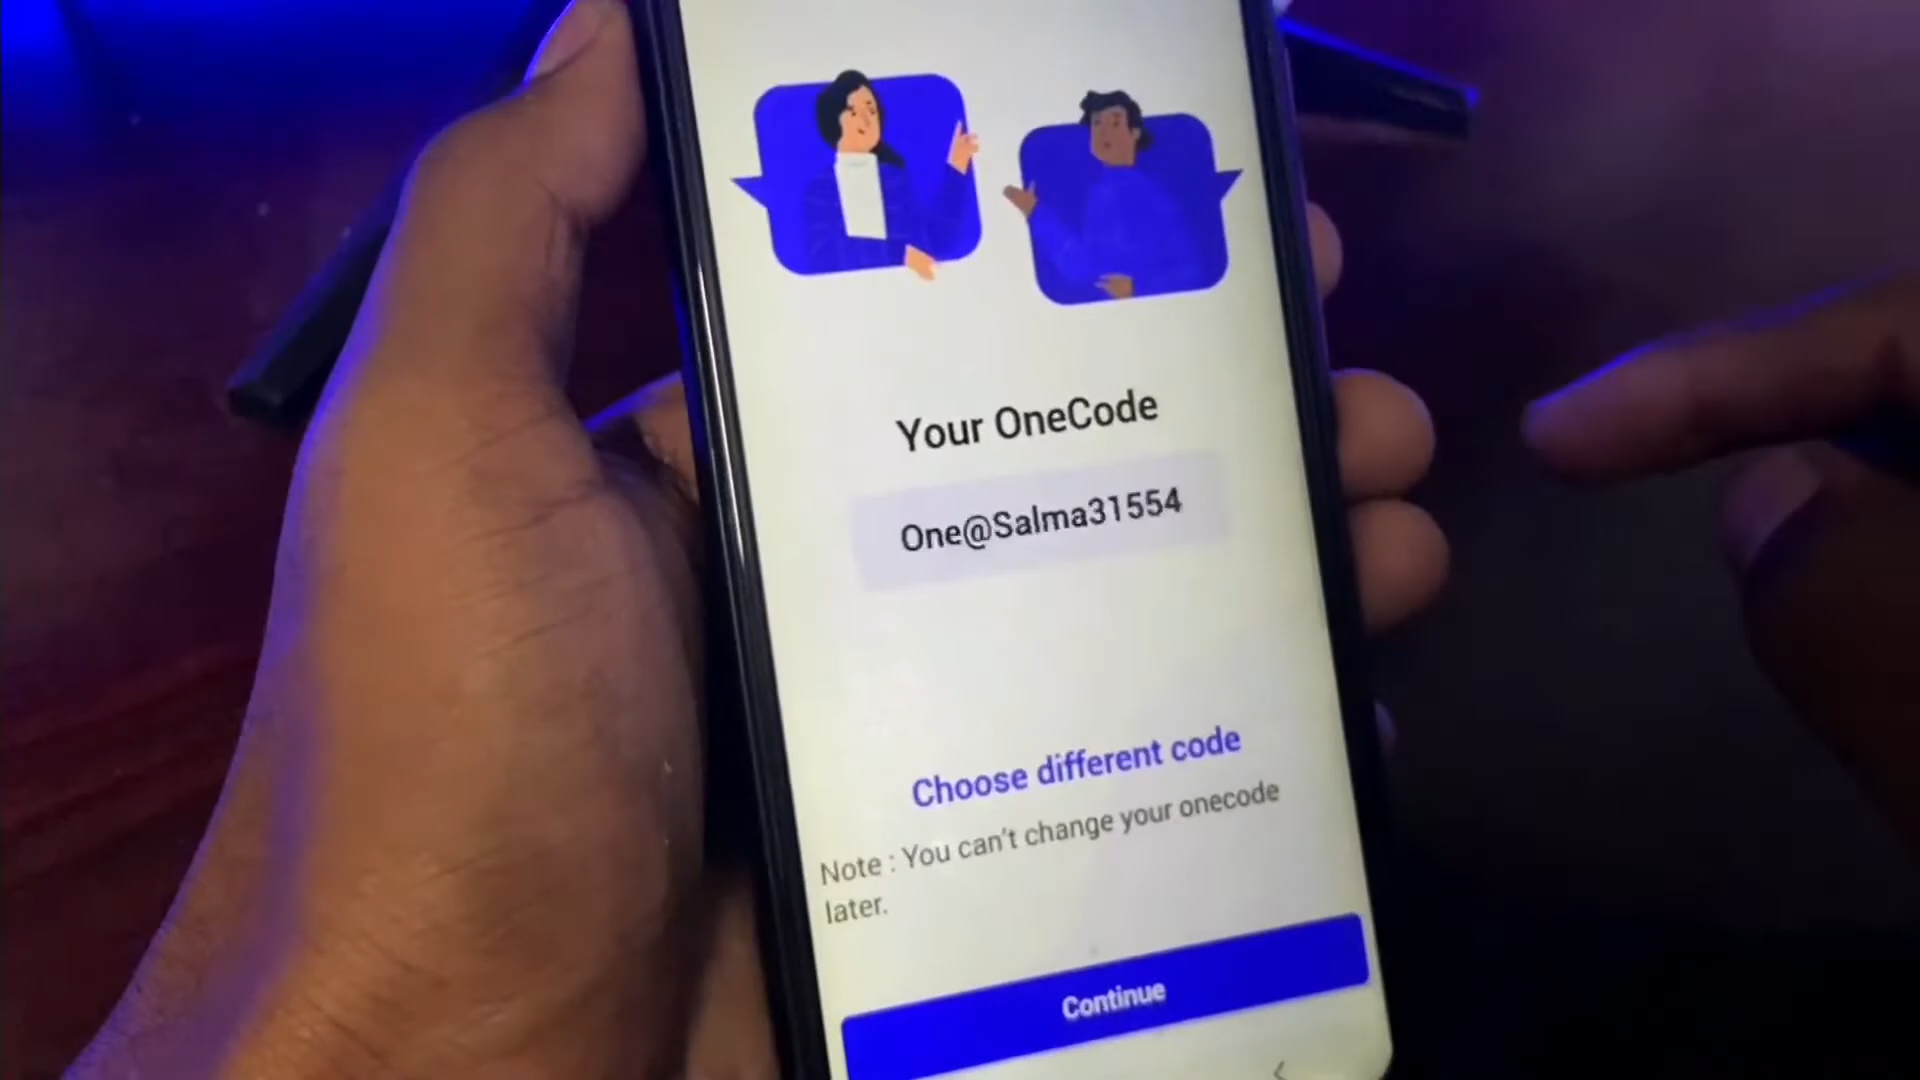 Your OneCode
One@Salma31554
Choose different code
Note : You can't change your onecode
later.
Continue